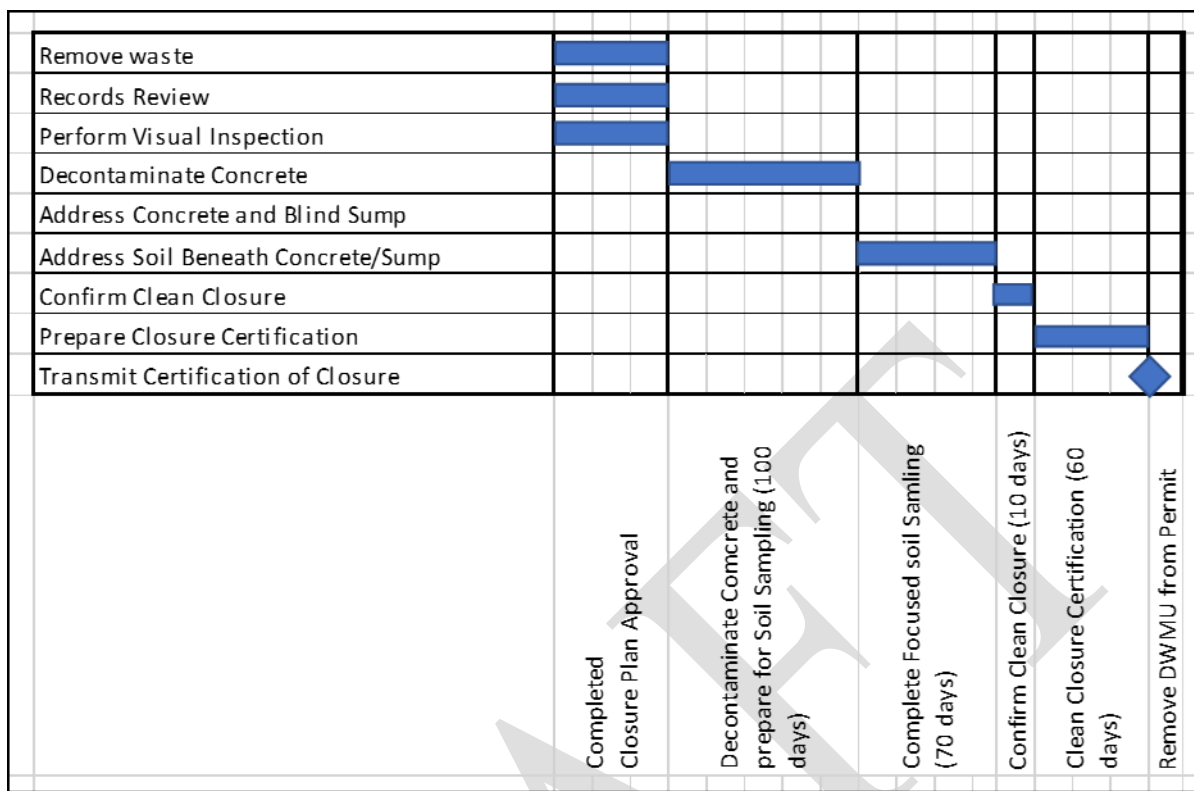 Remove waste
Records Review
Perform Visual Inspection
Decontaminate Concrete
Address Concrete and Blind Sump
Address Soil Beneath Concrete/Sump
Confirm Clean Closure
Prepare Closure Certification
Transmit Certification of Closure
Completed
Closure Plan Approval
Decontaminate Comcrete and
prepare for Soil Sampling (100
days)
Complete Focused soil Samling
(70 days)
Confirm Clean Closure (10 days)
Clean Closure Certification (60
days)
Remove DWMU from Permit